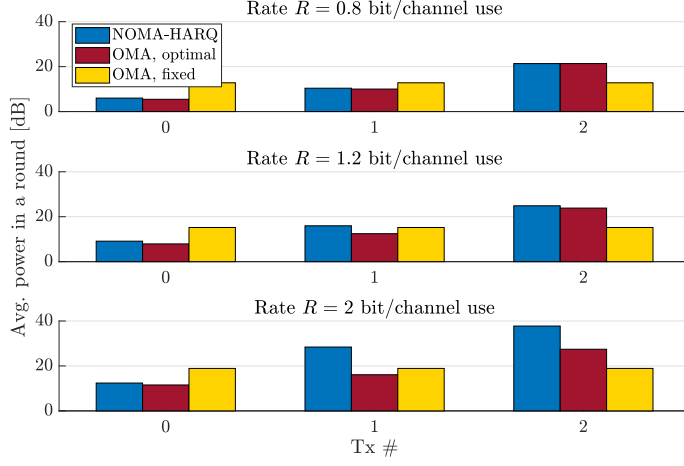 Rate R = 0.8 bit/channel use
NOMA-HARQ
OMA, optimal
OMA, fixed
40
20
0
0
1
2
Rate R = 1.2 bit/channel use
40
20
0
0
1
2
Rate R = 2 bit/channel use
40
20
0
0
1
2
Tx #
Avg. power in a round [dB]